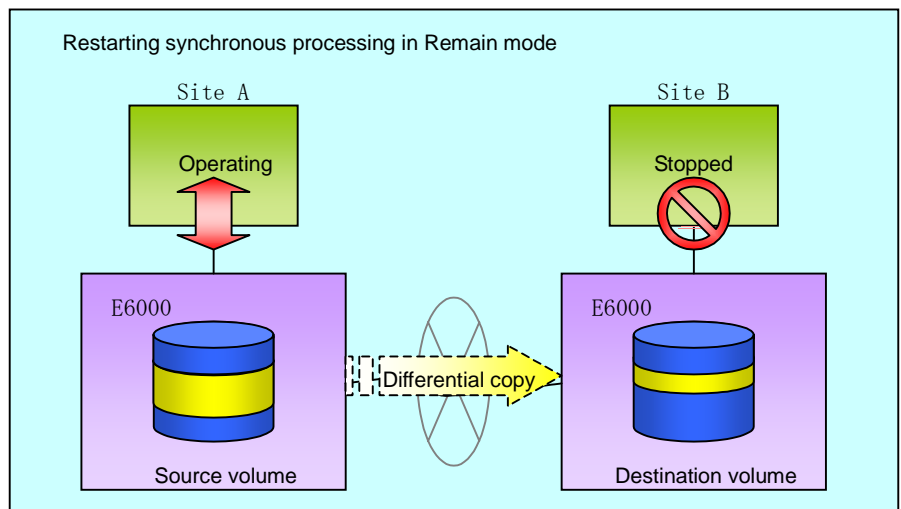 Restarting synchronous processing in Remain mode
Site A
Site B
Operating
Stopped
E6000
E6000
Differential copy
Source volume
Destination volume